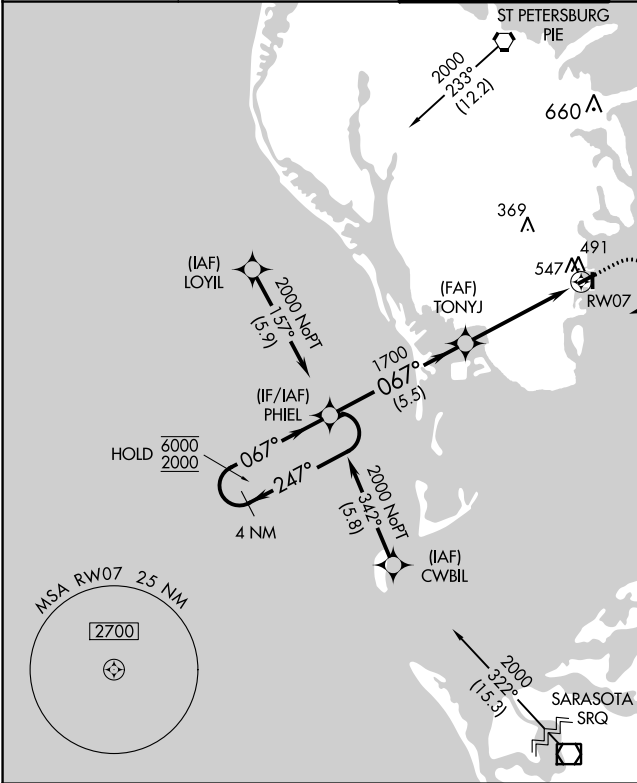 ST PETERSBURG
PIE
2000
233°
(12.2)
660
369
491
547
RW07
(IAF)
LOYIL
2000 NoPT
157°
(5.9)
(FAF)
TONYJ
1700
067°
(5.5)
(IF/IAF)
PHIEL
HOLD 6000
2000
067°
247°
4 NM
2000 NoPT
342°
(5.8)
(IAF)
CWBIL
MSA RW07 25 NM
2700
2000
322°
(15.3)
SARASOTA
SRQ